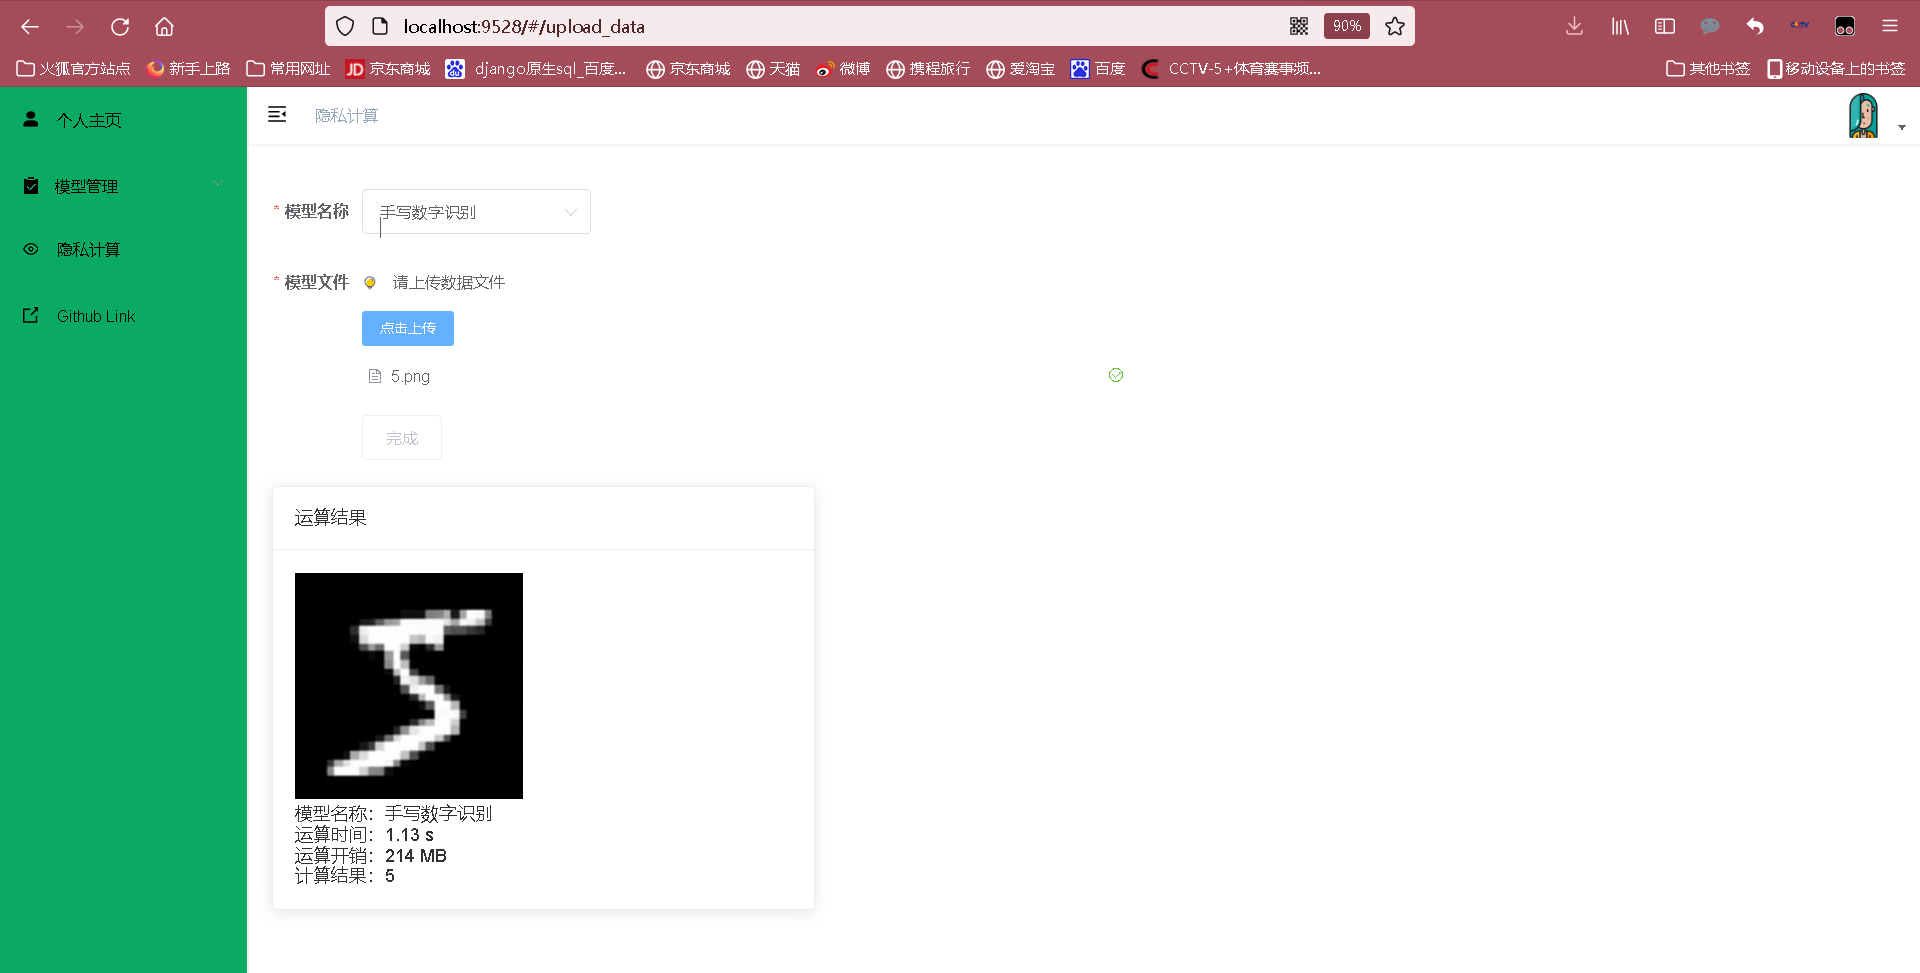 localhost:9528/#/upload_data
90%
火狐官方站点
新手上路
常用网址
JD 京东商城
django原生sql_百度...
京东商城
天猫
微博
携程旅行
爱淘宝
百度
CCTV-5+体育赛事频...
其他书签
移动设备上的书签
个人主页
模型管理
隐私计算
Github Link
隐私计算
* 模型名称
手写数字识别
* 模型文件
请上传数据文件
点击上传
5.png
完成
运算结果
5
模型名称：手写数字识别
运算时间：1.13 s
运算开销：214 MB
计算结果：5